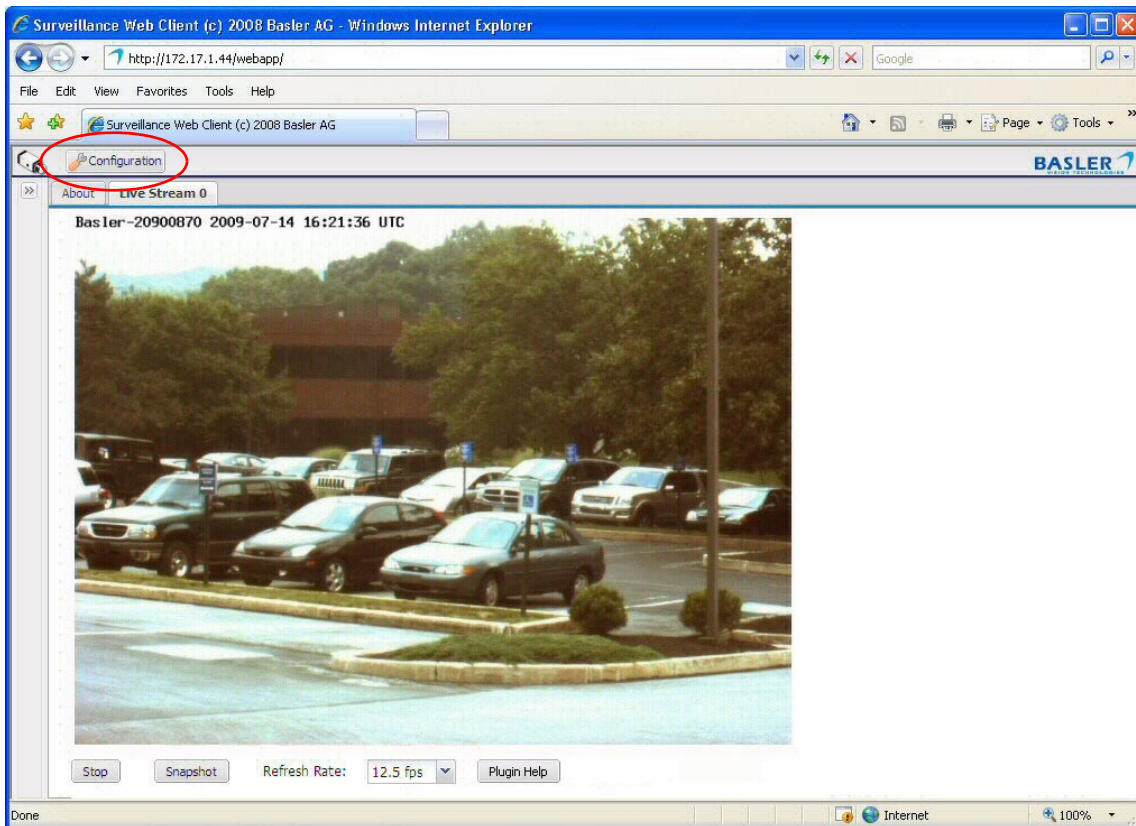 Surveillance Web Client (c) 2008 Basler AG - Windows Internet Explorer
http://172.17.1.44/webapp/
Google
File Edit View Favorites Tools Help
Surveillance Web Client (c) 2008 Basler AG
Page Tools
Configuration
BASLER
VISION TECHNOLOGIES
About Live Stream 0
Basler-20900870 2009-07-14 16:21:36 UTC
Stop Snapshot Refresh Rate: 12.5 fps Plugin Help
Done Internet 100%